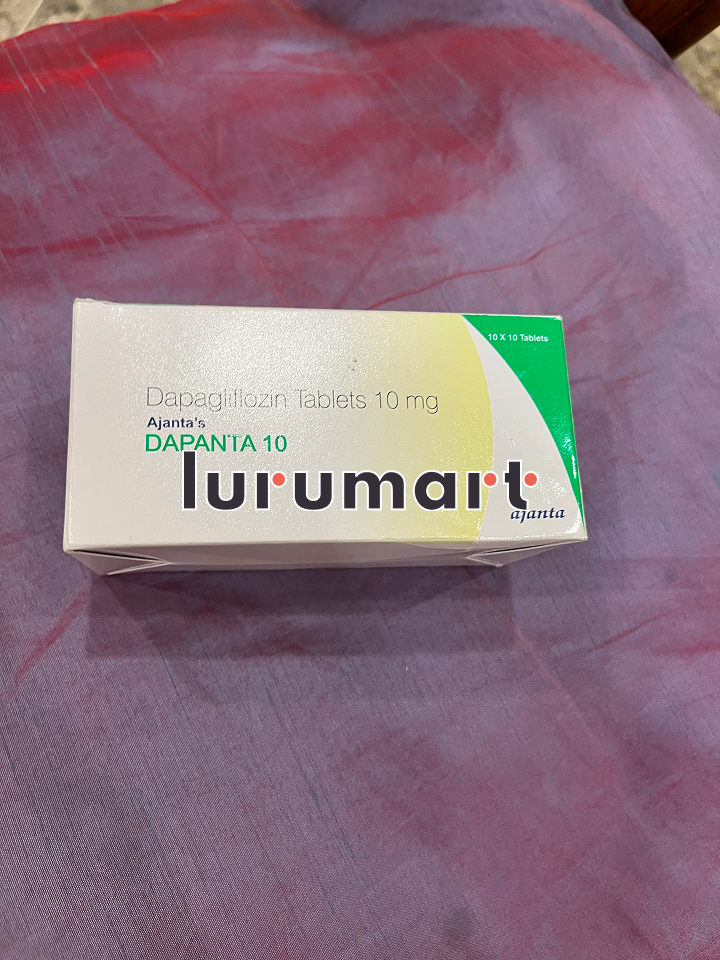 10 X 10 Tablets
Dapagliflozin Tablets 10 mg
Ajanta's
DAPANTA 10
lurumart
ajanta